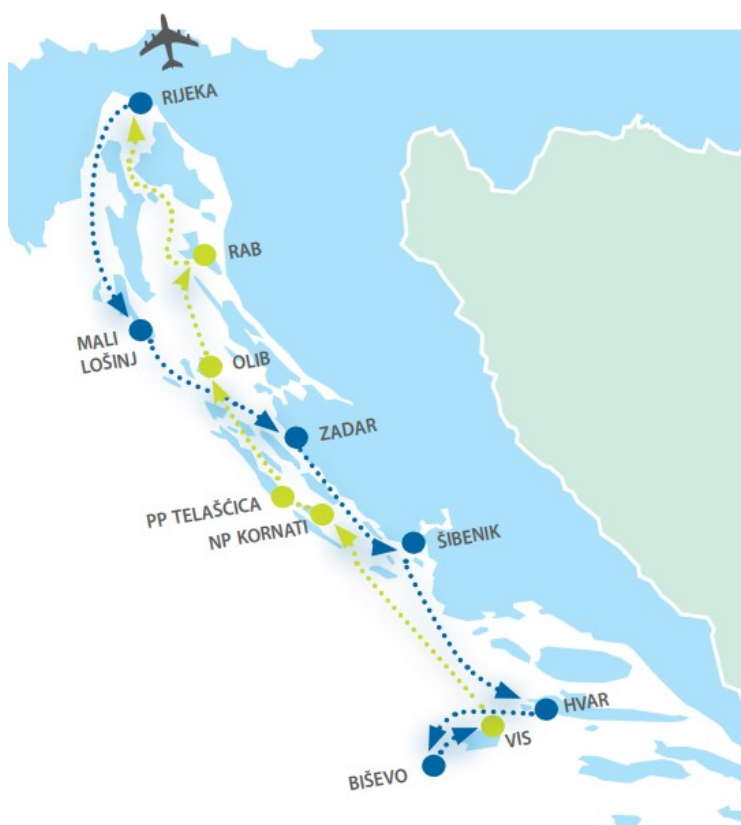 RIJEKA
RAB
MALI
LOŠINJ
OLIB
ZADAR
PP TELAŠĆICA
NP KORNATI
ŠIBENIK
HVAR
VIS
BIŠEVO